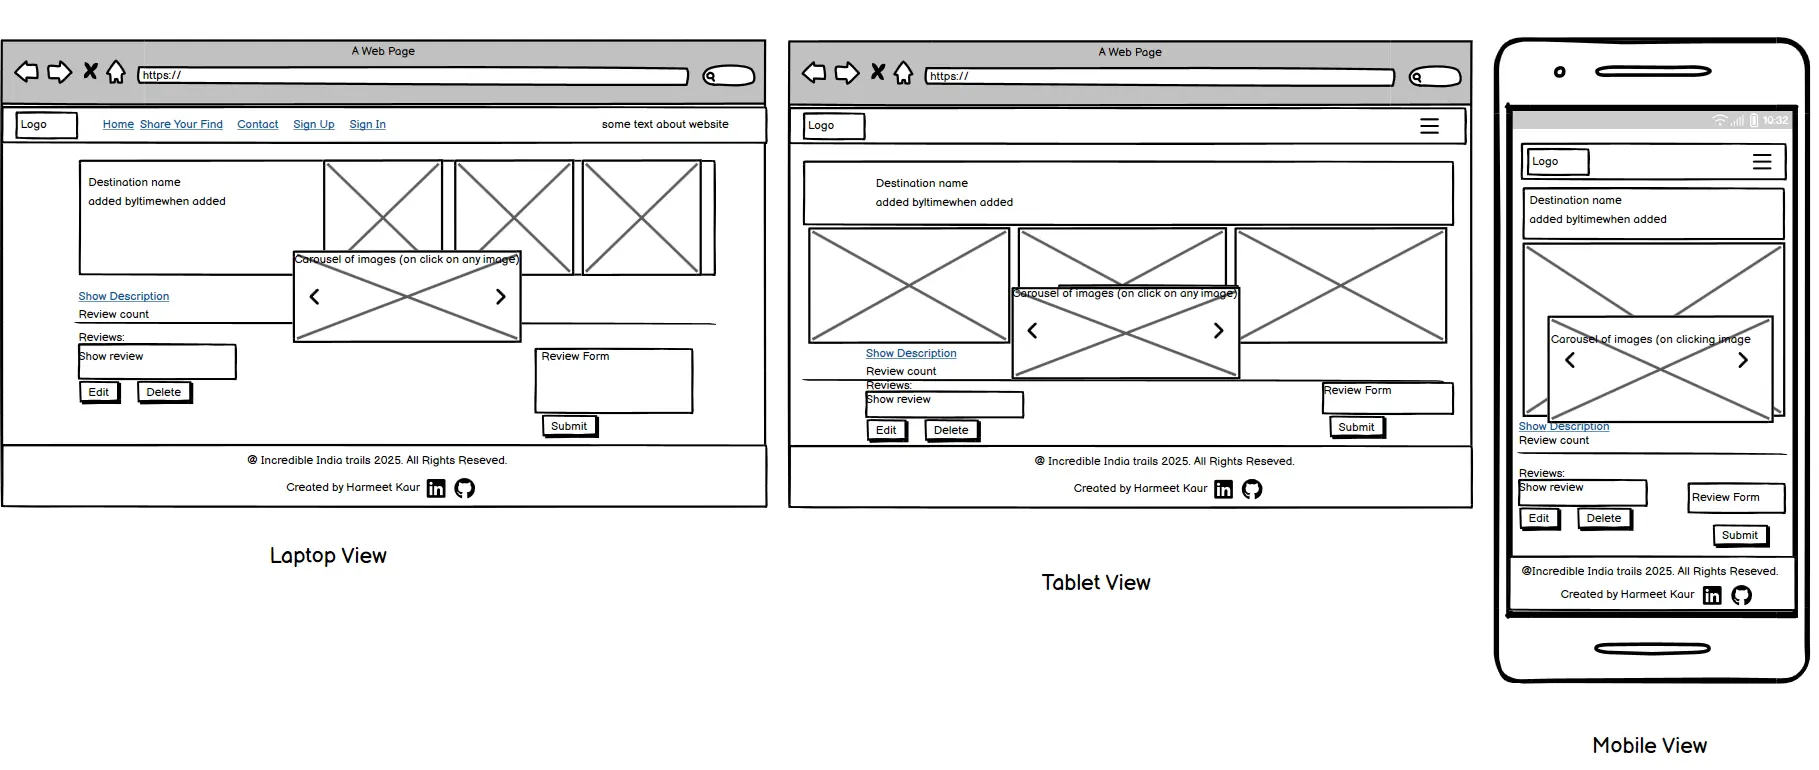 A Web Page
https://
Logo
Home Share Your Find Contact Sign Up Sign In
some text about website
Destination name
added byltimewhen added
Carousel of images (on click on any image)
Show Description
Review count
Reviews:
Show review
Edit Delete
Review Form
Submit
@ Incredible India trails 2025. All Rights Reseved.
Created by Harmeet Kaur in
Laptop View
A Web Page
https://
Logo
Destination name
added byltimewhen added
Carousel of images (on click on any image)
Show Description
Review count
Reviews:
Show review
Edit Delete
Review Form
Submit
@ Incredible India trails 2025. All Rights Reseved.
Created by Harmeet Kaur in
Tablet View
10:32
Logo
Destination name
added byltimewhen added
Carousel of images (on clicking image
Show Description
Review count
Reviews:
Show review
Edit Delete
Review Form
Submit
@Incredible India trails 2025. All Rights Reseved.
Created by Harmeet Kaur in
Mobile View